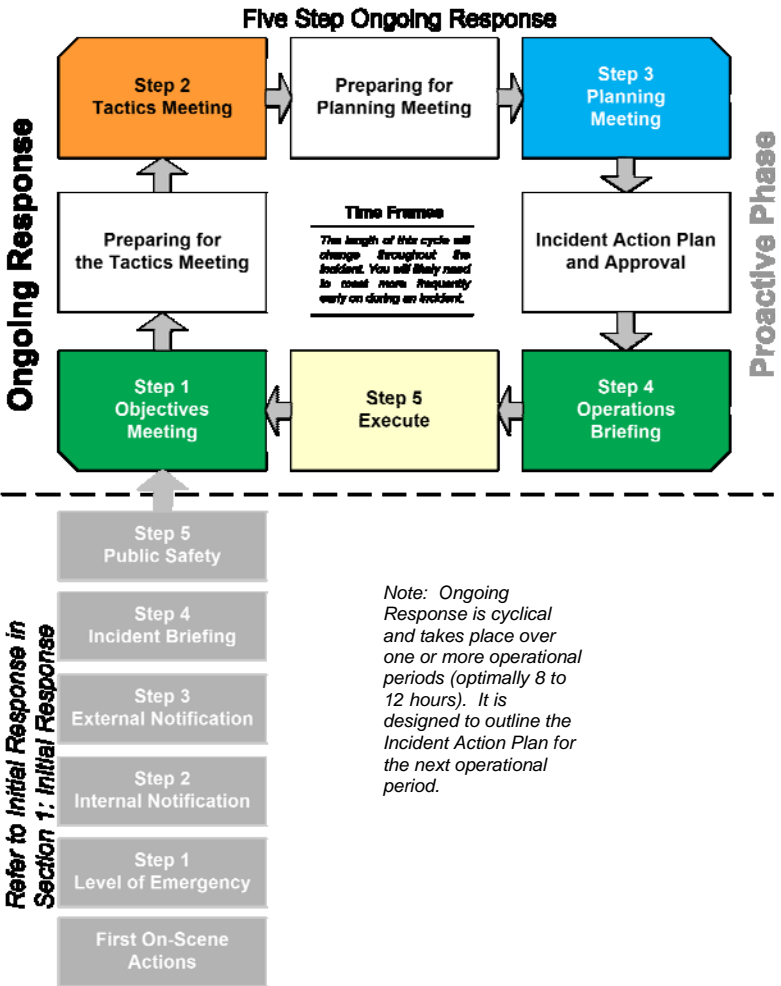 Five Step Ongoing Response
Step 2
Tactics Meeting
Preparing for
Planning Meeting
Step 3
Planning
Meeting
Ongoing Response
Proactive Phase
Preparing for
the Tactics Meeting
Time Frames
The length of this cycle will
change throughout the
incident. You will likely need
to meet more frequently
early on during an incident.
Incident Action Plan
and Approval
Step 1
Objectives
Meeting
Step 5
Execute
Step 4
Operations
Briefing
Step 5
Public Safety
Step 4
Incident Briefing
Step 3
External Notification
Step 2
Internal Notification
Step 1
Level of Emergency
First On-Scene
Actions
Refer to Initial Response in
Section 1: Initial Response
Note: Ongoing
Response is cyclical
and takes place over
one or more operational
periods (optimally 8 to
12 hours). It is
designed to outline the
Incident Action Plan for
the next operational
period.